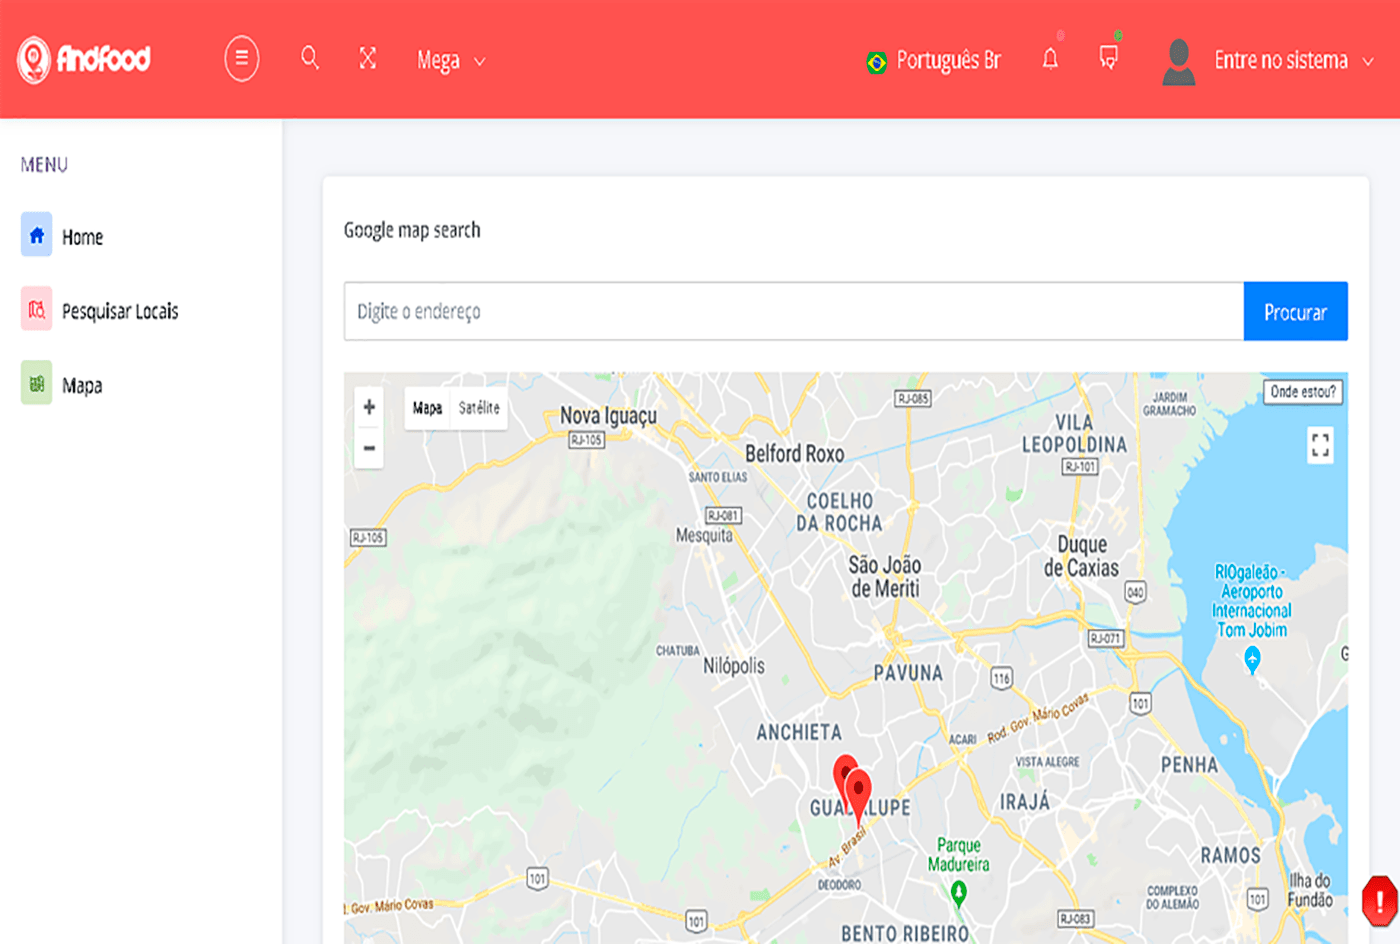 AndFood
Mega
Português Br
Entre no sistema
MENU
Home
Pesquisar Locais
Mapa
Google map search
Digite o endereço
Procurar
+
Mapa
Satélite
Onde estou?
−
Nova Iguaçu
RJ-105
RJ-085
JARDIM
GRAMACHO
VILA
LEOPOLDINA
RJ-101
Belford Roxo
SANTO ELIAS
COELHO
DA ROCHA
RJ-081
Mesquita
RJ-105
São João
de Meriti
Duque
de Caxias
040
RIOgaleão -
Aeroporto
Internacional
Tom Jobim
RJ-071
CHATUBA
Nilópolis
PAVUNA
116
101
G
ANCHIETA
ACARI
Rod. Gov. Mário Covas
VISTA ALEGRE
PENHA
GUADALUPE
IRAJÁ
Av. Brasil
Parque
Madureira
RAMOS
DEODORO
COMPLEXO
DO ALEMÃO
Ilha do
Fundão
101
101
. Gov. Mário Covas
101
RJ-083
BENTO RIBEIRO
!